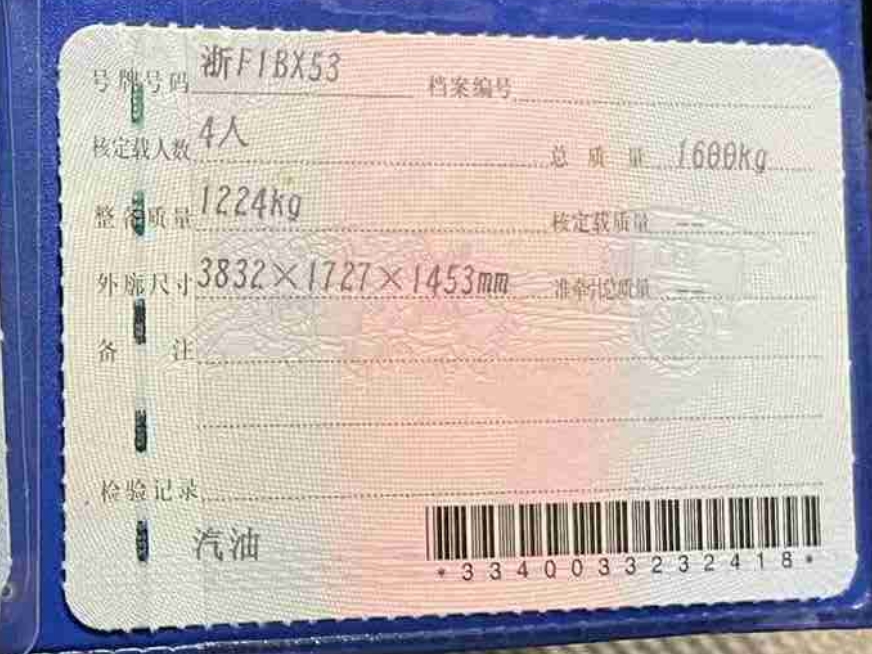 号牌号码 浙F1BX53 档案编号
核定载人数 4人 总质量 1600kg
整备质量 1224kg 核定载质量 --
外廓尺寸 3832×1727×1453mm 准牵引总质量 --
备注
检验记录
汽油
*3340033232418*